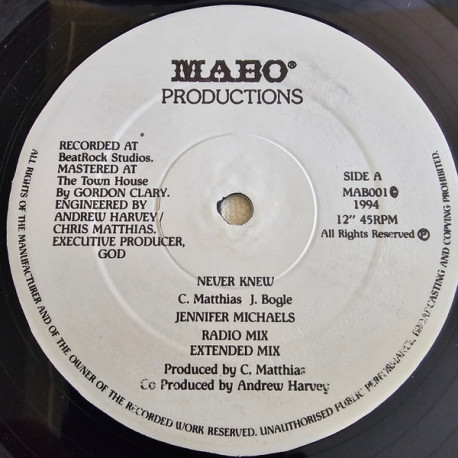 MABO®
PRODUCTIONS
RECORDED AT
BeatRock Studios.
MASTERED AT
The Town House
By GORDON CLARY.
ENGINEERED BY
ANDREW HARVEY/
CHRIS MATTHIAS.
EXECUTIVE PRODUCER,
GOD
SIDE A
MAB001 ©
1994
12" 45RPM
All Rights Reserved ℗
NEVER KNEW
C. Matthias J. Bogle
JENNIFER MICHAELS
RADIO MIX
EXTENDED MIX
Produced by C. Matthias
Co Produced by Andrew Harvey
ALL RIGHTS OF THE MANUFACTURER AND OF THE OWNER OF THE RECORDED WORK RESERVED. UNAUTHORISED PUBLIC PERFORMANCE, BROADCASTING AND COPYING PROHIBITED.